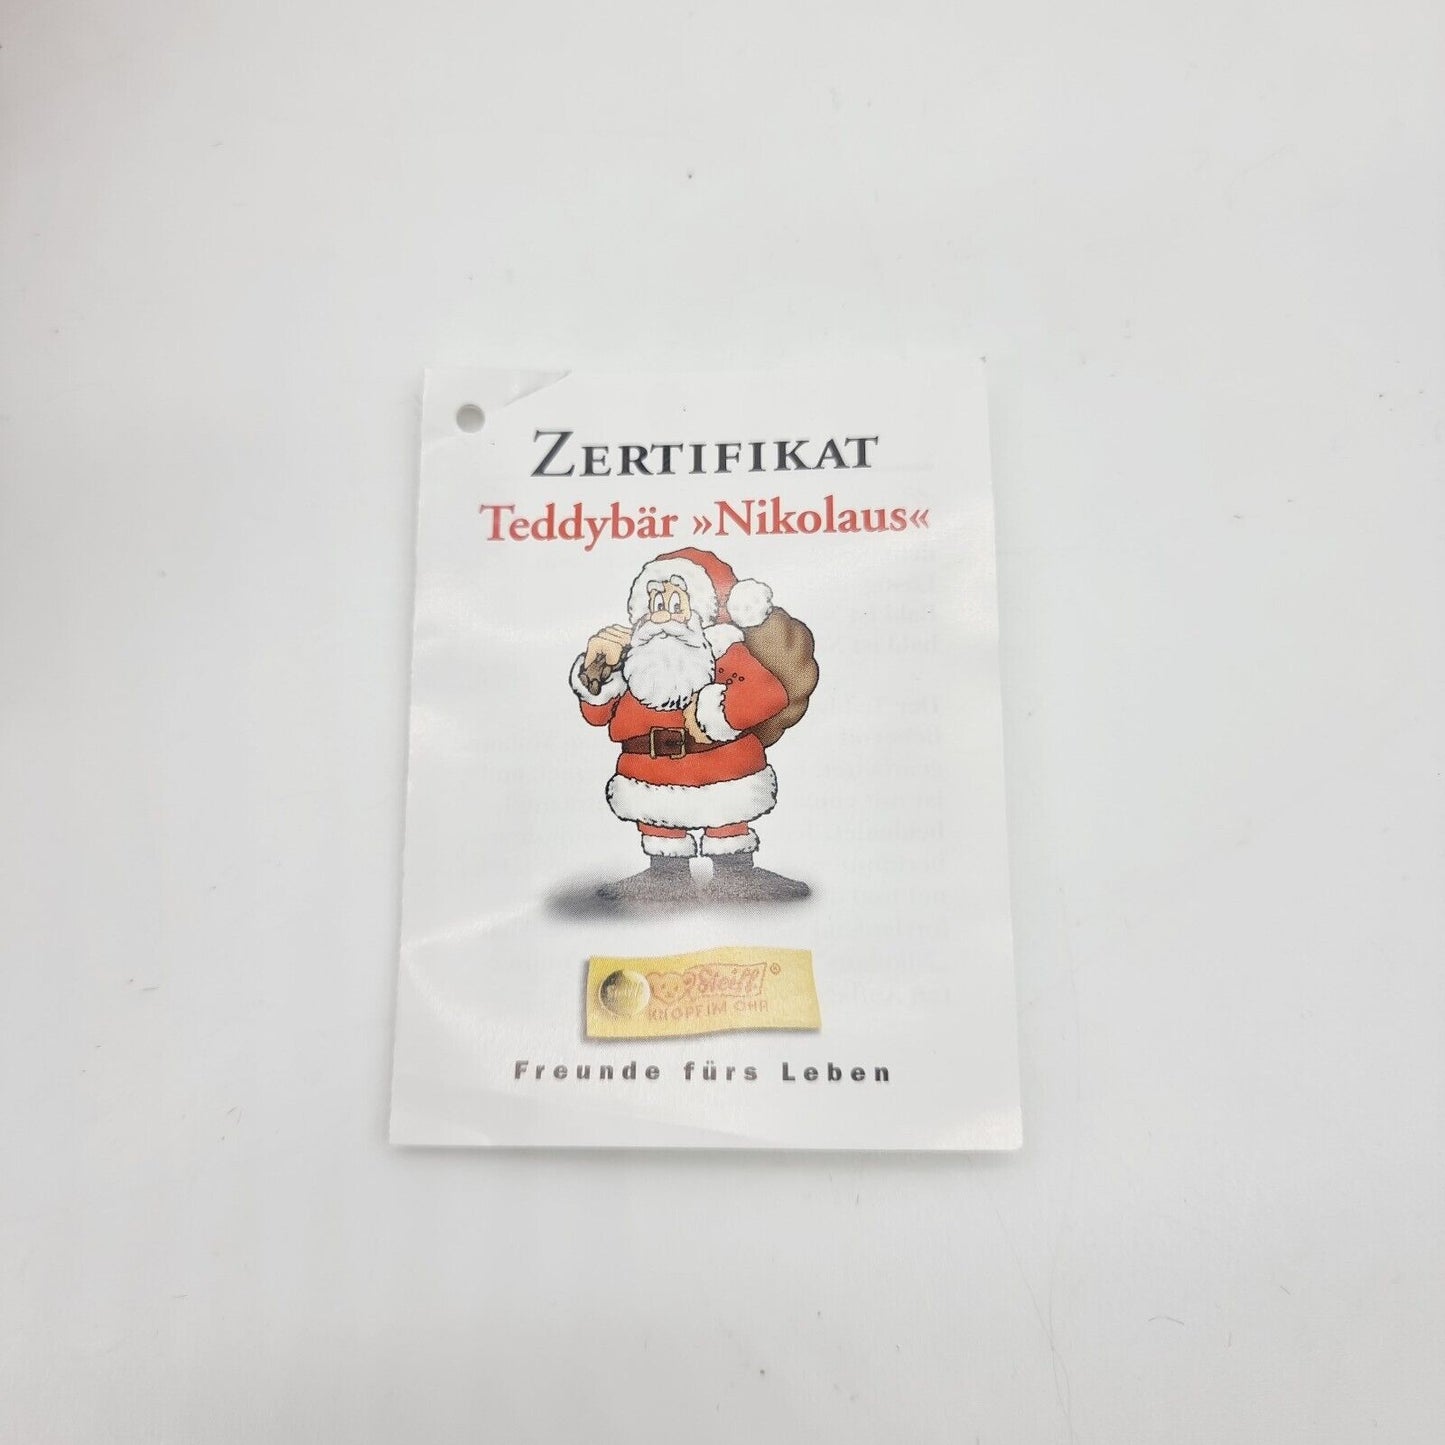 ZERTIFIKAT
Teddybär »Nikolaus«
Steiff ®
KNOPF IM OHR
Freunde fürs Leben